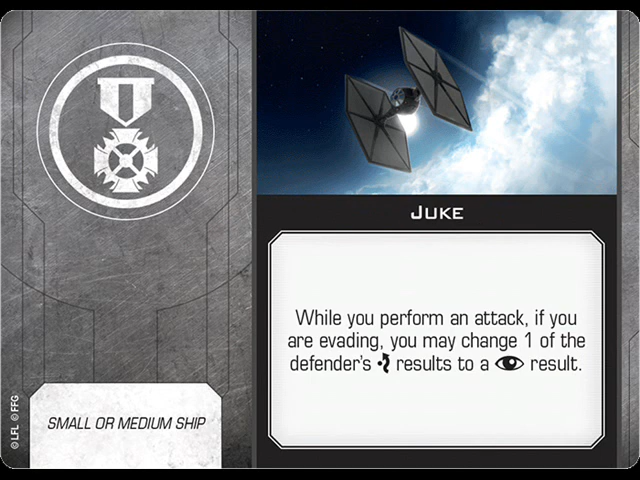 JUKE
While you perform an attack, if you
are evading, you may change 1 of the
defender's results to a result.
SMALL OR MEDIUM SHIP
©LFL ©FFG